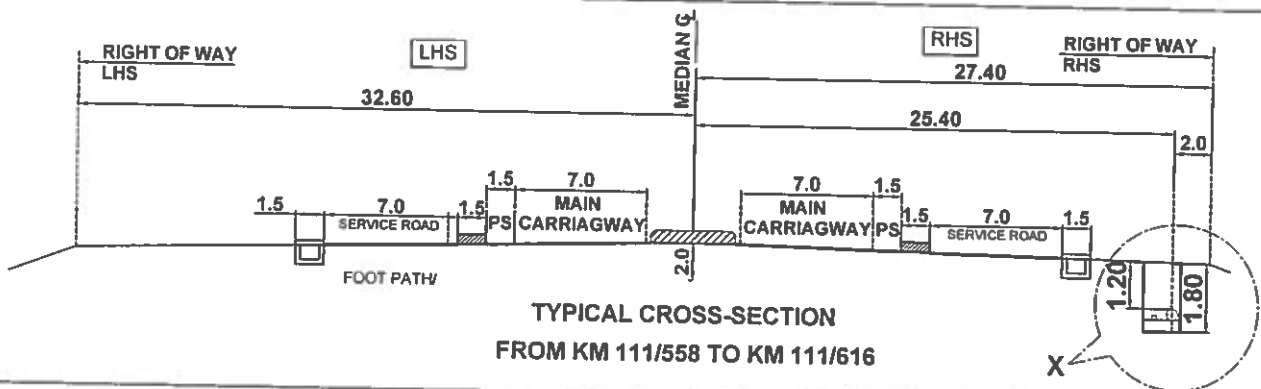 RIGHT OF WAY
LHS
LHS
MEDIAN ℄
RHS
RIGHT OF WAY
RHS
27.40
32.60
25.40
2.0
1.5
7.0
1.5
1.5
7.0
7.0
1.5
1.5
7.0
1.5
SERVICE ROAD
PS
MAIN
CARRIAGWAY
MAIN
CARRIAGWAY
PS
SERVICE ROAD
FOOT PATH/
2.0
1.20
1.80
TYPICAL CROSS-SECTION
FROM KM 111/558 TO KM 111/616
X